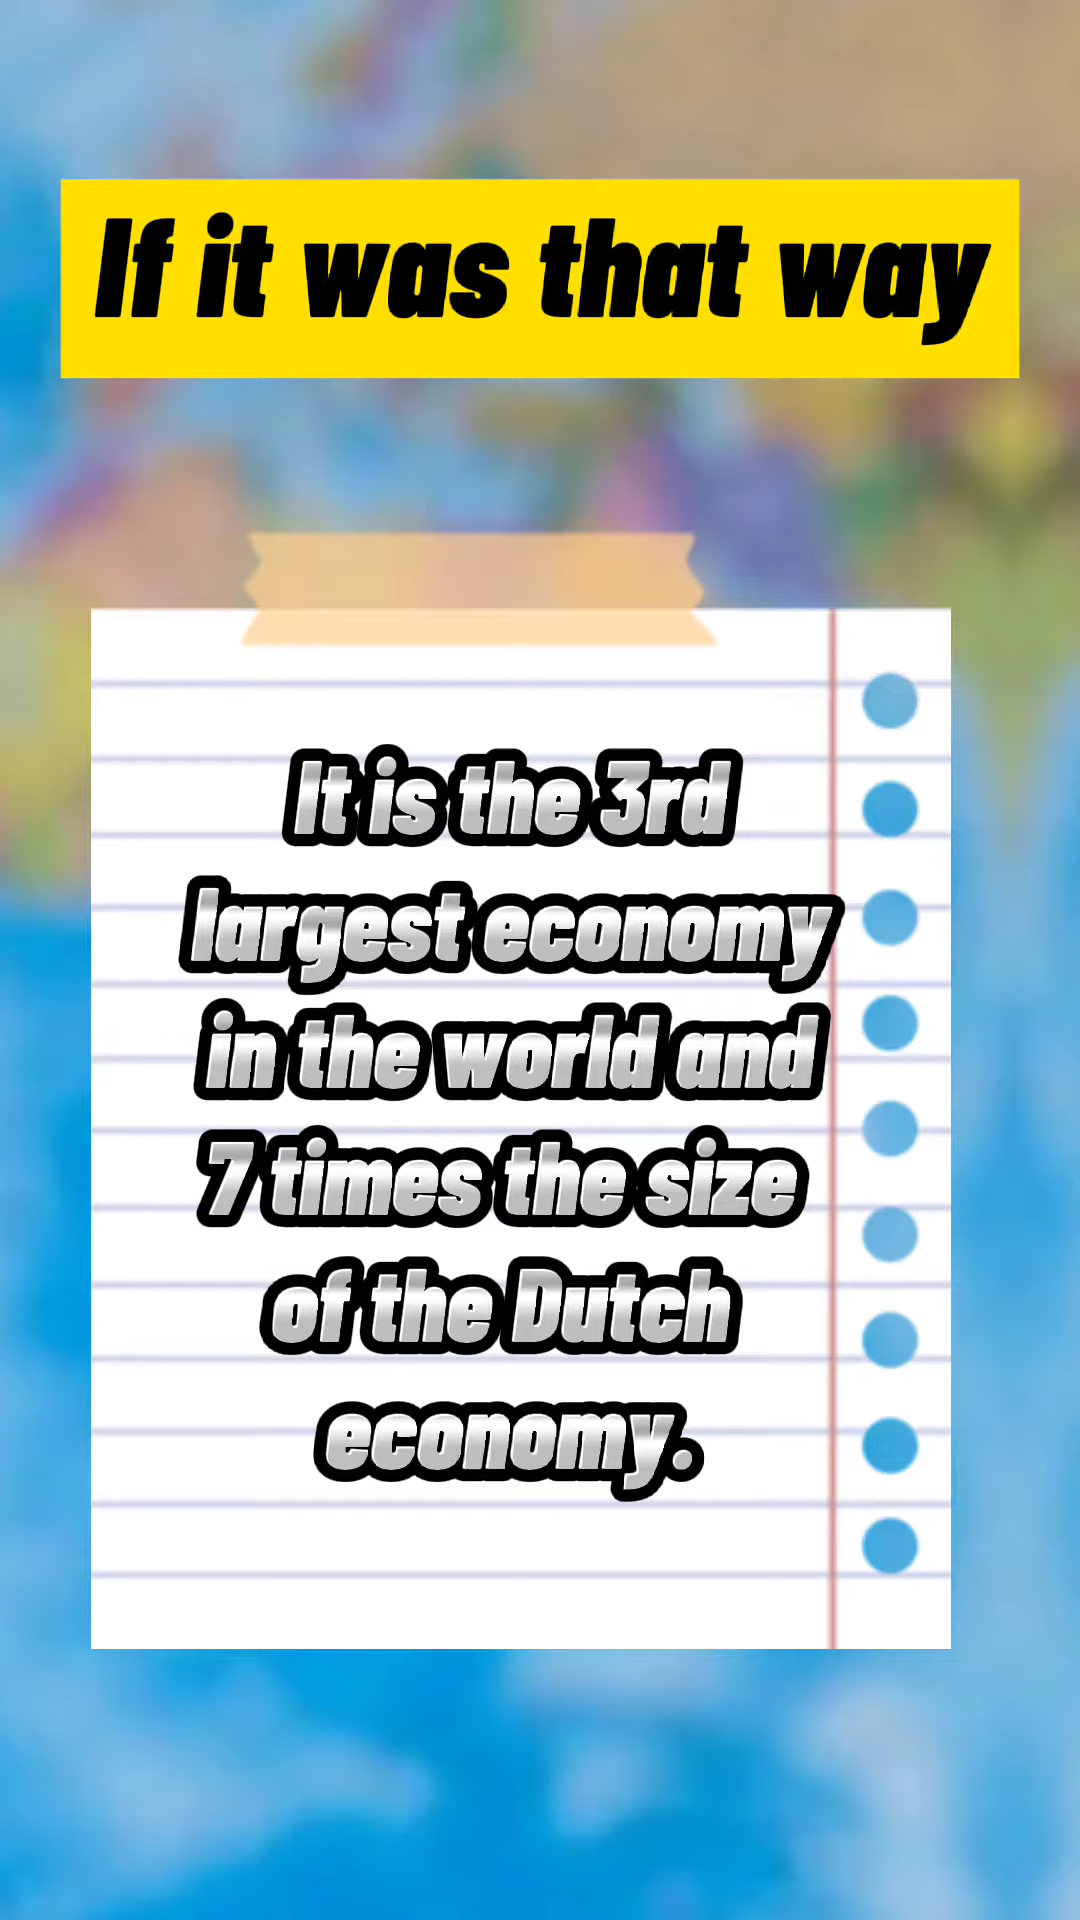 If it was that way
It is the 3rd
largest economy
in the world and
7 times the size
of the Dutch
economy.